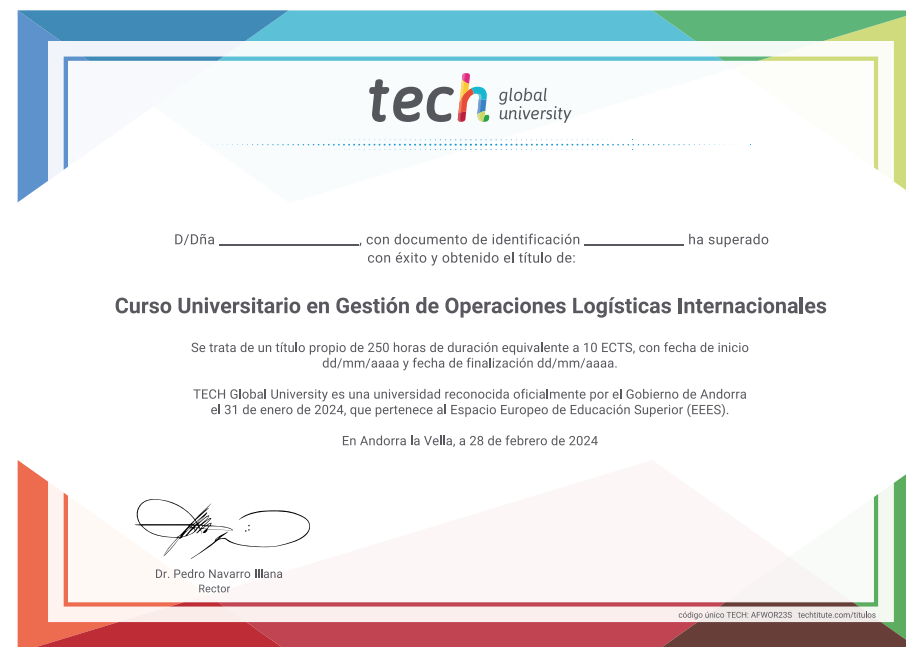 tech global university
D/Dña ____________________, con documento de identificación ______________ ha superado
con éxito y obtenido el título de:
Curso Universitario en Gestión de Operaciones Logísticas Internacionales
Se trata de un título propio de 250 horas de duración equivalente a 10 ECTS, con fecha de inicio
dd/mm/aaaa y fecha de finalización dd/mm/aaaa.
TECH Global University es una universidad reconocida oficialmente por el Gobierno de Andorra
el 31 de enero de 2024, que pertenece al Espacio Europeo de Educación Superior (EEES).
En Andorra la Vella, a 28 de febrero de 2024
Dr. Pedro Navarro Illana
Rector
código único TECH: AFWOR23S techtitute.com/titulos